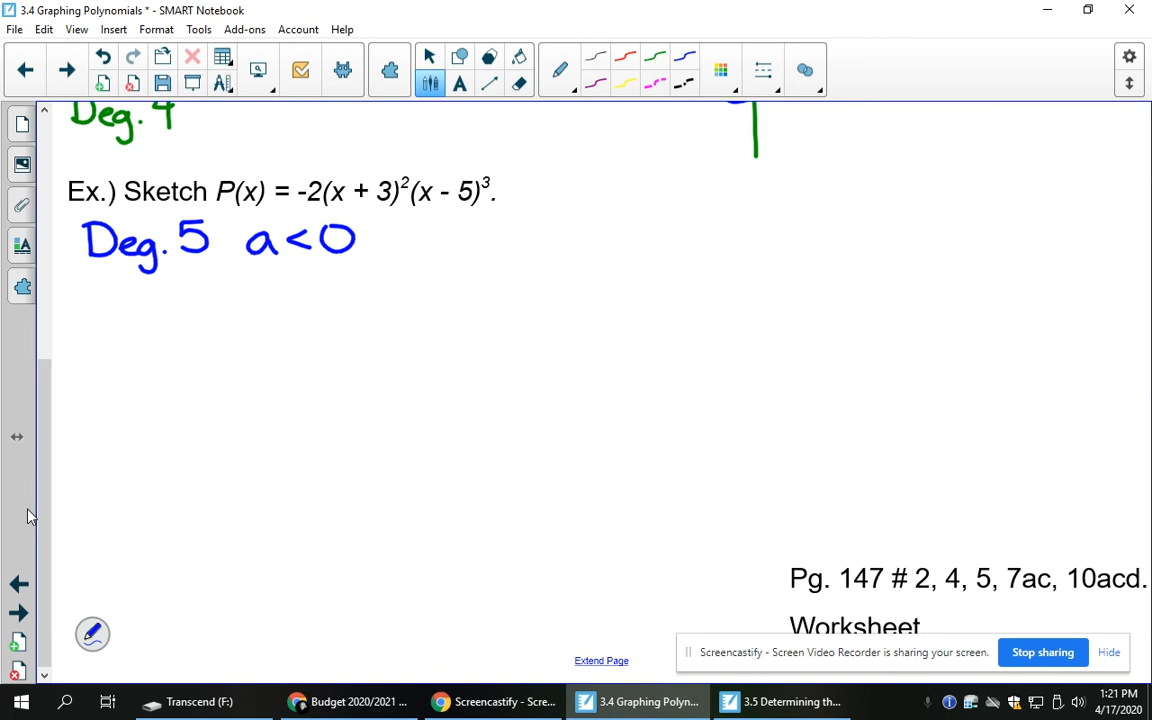 3.4 Graphing Polynomials * - SMART Notebook
File Edit View Insert Format Tools Add-ons Account Help
Deg. 4
Ex.) Sketch P(x) = -2(x + 3)²(x - 5)³.
Deg. 5 a < 0
Pg. 147 # 2, 4, 5, 7ac, 10acd.
Worksheet
Screencastify - Screen Video Recorder is sharing your screen. Stop sharing Hide
Extend Page
Transcend (F:) Budget 2020/2021 ... Screencastify - Scre... 3.4 Graphing Polyn... 3.5 Determining th...
1:21 PM
4/17/2020